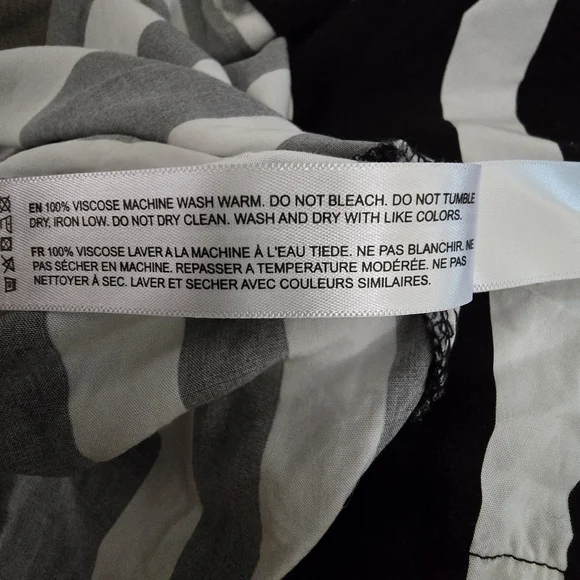 EN 100% VISCOSE MACHINE WASH WARM. DO NOT BLEACH. DO NOT TUMBLE
DRY, IRON LOW. DO NOT DRY CLEAN. WASH AND DRY WITH LIKE COLORS.
FR 100% VISCOSE LAVER A LA MACHINE À L'EAU TIEDE. NE PAS BLANCHIR. NE
PAS SÉCHER EN MACHINE. REPASSER A TEMPERATURE MODÉRÉE. NE PAS
NETTOYER À SEC. LAVER ET SECHER AVEC COULEURS SIMILAIRES.